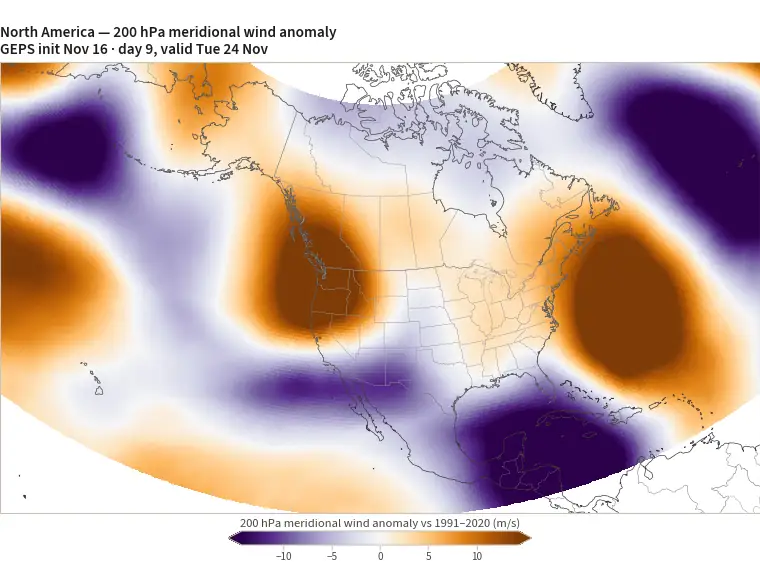 North America — 200 hPa meridional wind anomaly
GEPS init Nov 16 · day 9, valid Tue 24 Nov
200 hPa meridional wind anomaly vs 1991–2020 (m/s)
−10 −5 0 5 10